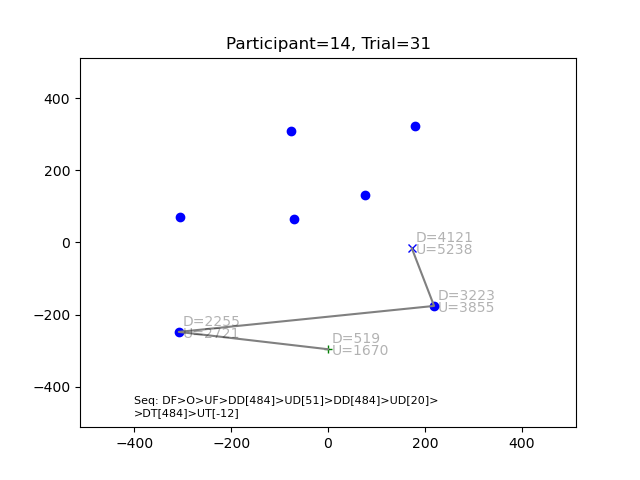 Participant=14, Trial=31
400
200
0
−200
−400
D=4121
U=5238
D=3223
U=3855
D=2255
U=2721
D=519
U=1670
Seq: DF>O>UF>DD[484]>UD[51]>DD[484]>UD[20]>
>DT[484]>UT[-12]
−400 −200 0 200 400